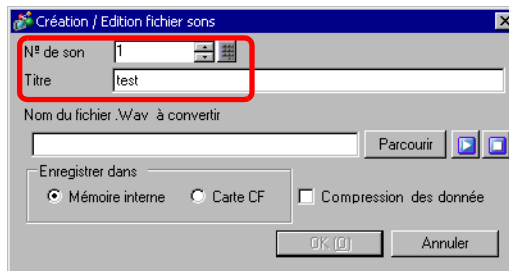 Création / Edition fichier sons
Nº de son 1
Titre test
Nom du fichier .Wav à convertir
Parcourir
Enregistrer dans
Mémoire interne Carte CF Compression des donnée
OK (O) Annuler